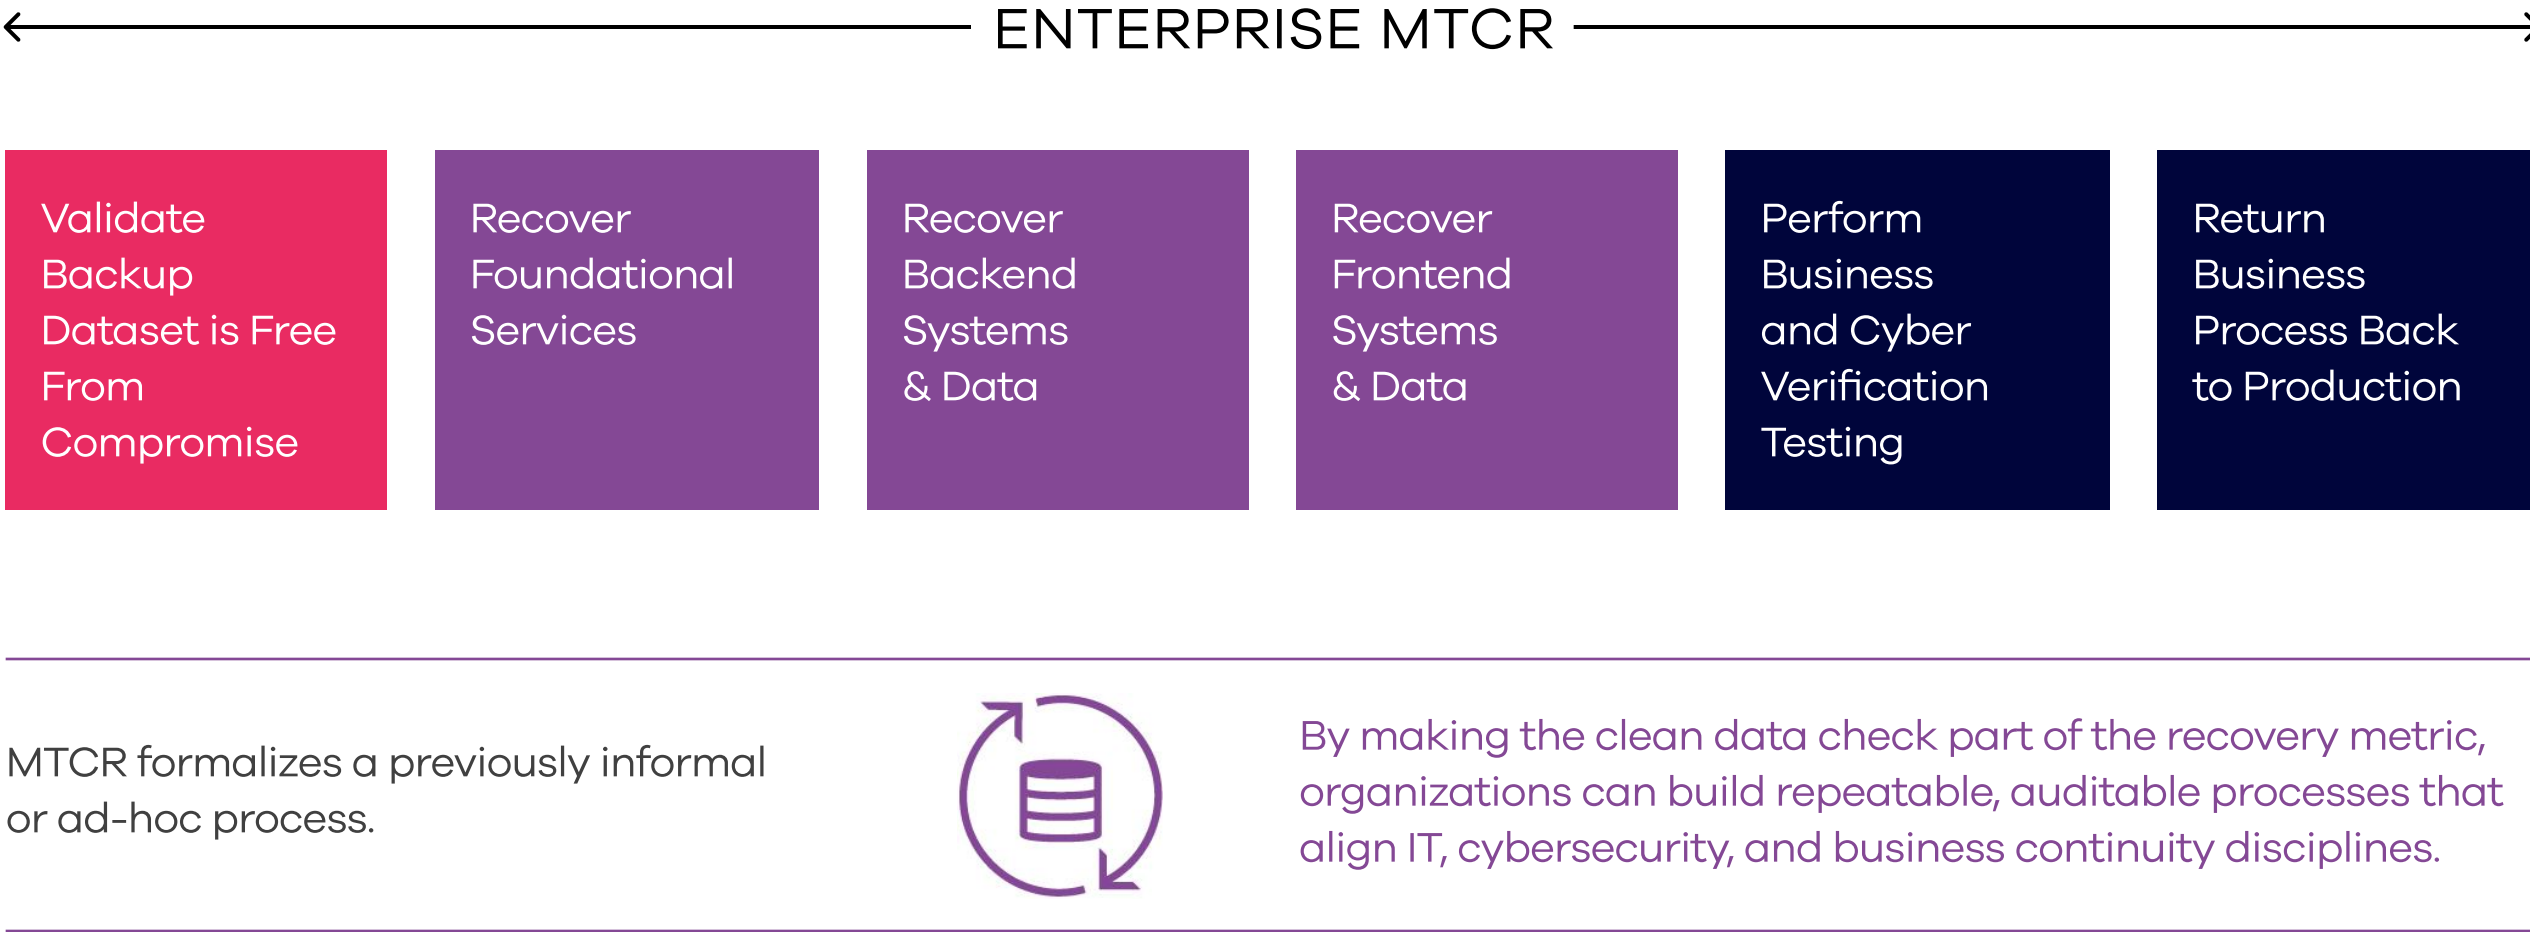 ENTERPRISE MTCR
Validate
Backup
Dataset is Free
From
Compromise
Recover
Foundational
Services
Recover
Backend
Systems
& Data
Recover
Frontend
Systems
& Data
Perform
Business
and Cyber
Verification
Testing
Return
Business
Process Back
to Production
MTCR formalizes a previously informal
or ad-hoc process.
By making the clean data check part of the recovery metric,
organizations can build repeatable, auditable processes that
align IT, cybersecurity, and business continuity disciplines.